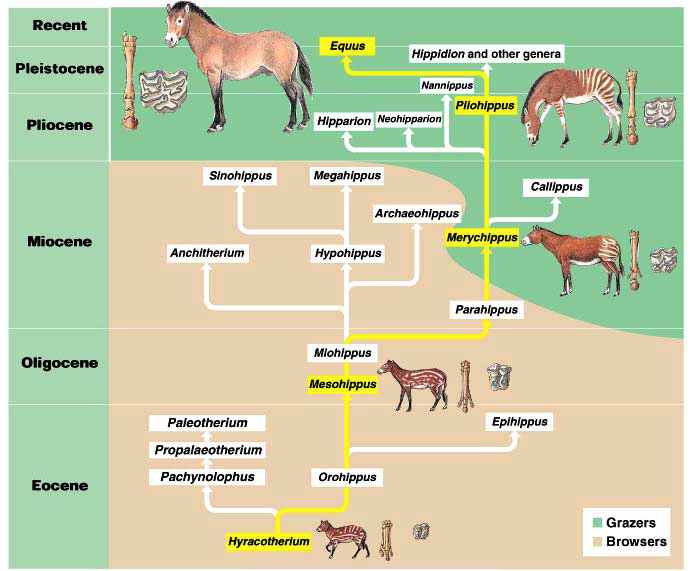 Recent
Equus
Hippidion and other genera
Pleistocene
Nannippus
Pliohippus
Pliocene
Hipparion
Neohipparion
Sinohippus
Megahippus
Callippus
Archaeohippus
Miocene
Merychippus
Anchitherium
Hypohippus
Parahippus
Oligocene
Miohippus
Mesohippus
Paleotherium
Epihippus
Propalaeotherium
Eocene
Pachynolophus
Orohippus
Hyracotherium
Grazers
Browsers